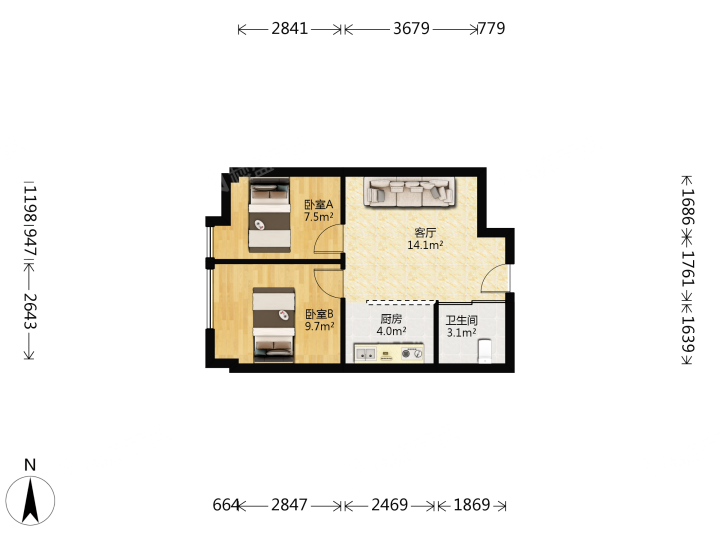 2841 3679 779
卧室A
7.5m²
客厅
14.1m²
1198 947 2643
1686 1761 1639
卧室B
9.7m²
厨房
4.0m²
卫生间
3.1m²
N
664 2847 2469 1869